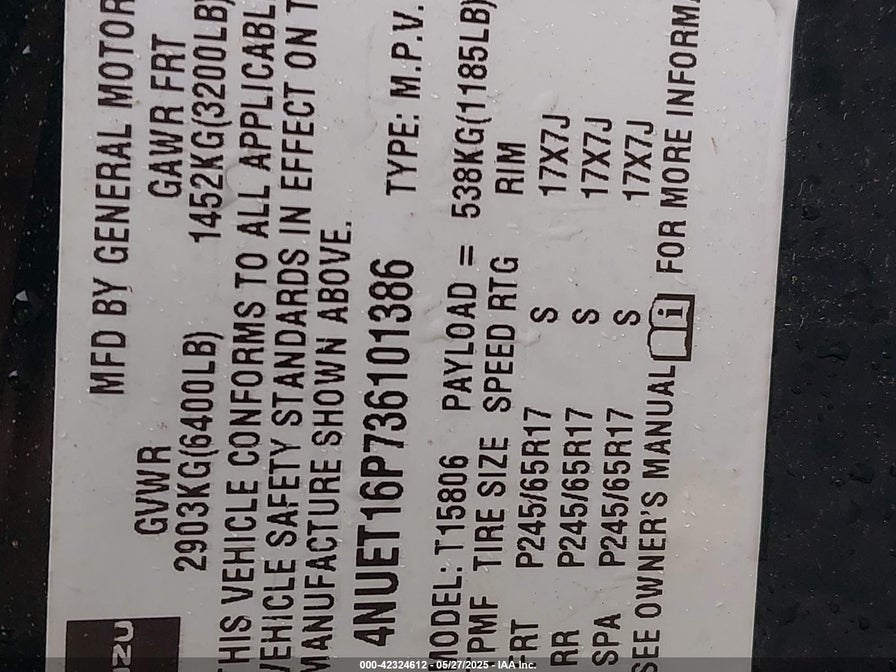 MFD BY GENERAL MOTOR
GVWR GAWR FRT
2903KG(6400LB) 1452KG(3200LB)
THIS VEHICLE CONFORMS TO ALL APPLICABL
VEHICLE SAFETY STANDARDS IN EFFECT ON T
MANUFACTURE SHOWN ABOVE.
4NUET16P736101386 TYPE: M.P.V.
MODEL: T15806 PAYLOAD = 538KG(1185LB)
TPMF TIRE SIZE SPEED RTG RIM
FRT P245/65R17 S 17X7J
RR P245/65R17 S 17X7J
SPA P245/65R17 S 17X7J
SEE OWNER'S MANUAL i FOR MORE INFORMA
000-42324612 - 05/27/2025 - IAA Inc.